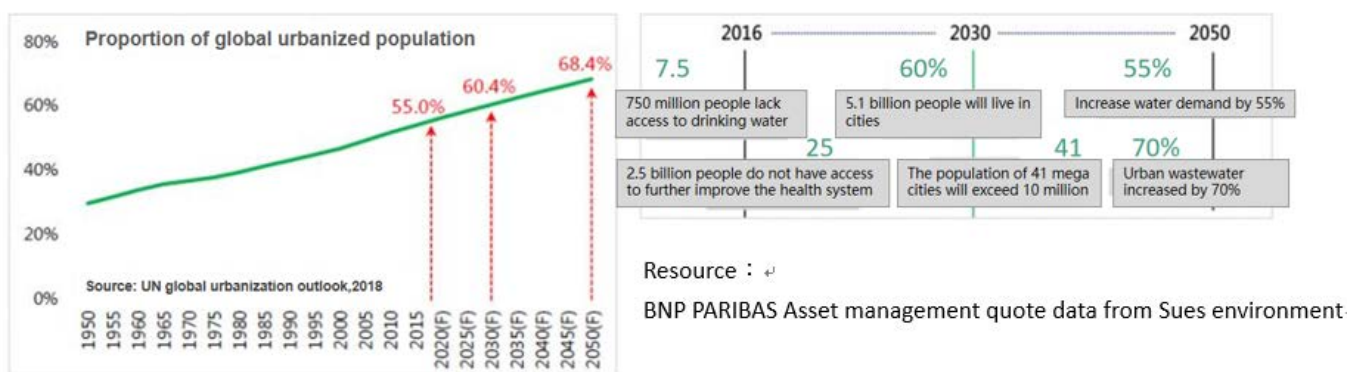 Proportion of global urbanized population
80%
60%
40%
20%
0%
55.0%
60.4%
68.4%
Source: UN global urbanization outlook,2018
1950
1955
1960
1965
1970
1975
1980
1985
1990
1995
2000
2005
2010
2015
2020(F)
2025(F)
2030(F)
2035(F)
2040(F)
2045(F)
2050(F)
2016
2030
2050
7.5
60%
55%
750 million people lack
access to drinking water
5.1 billion people will live in
cities
Increase water demand by 55%
25
41
70%
2.5 billion people do not have access
to further improve the health system
The population of 41 mega
cities will exceed 10 million
Urban wastewater
increased by 70%
Resource：
BNP PARIBAS Asset management quote data from Sues environment